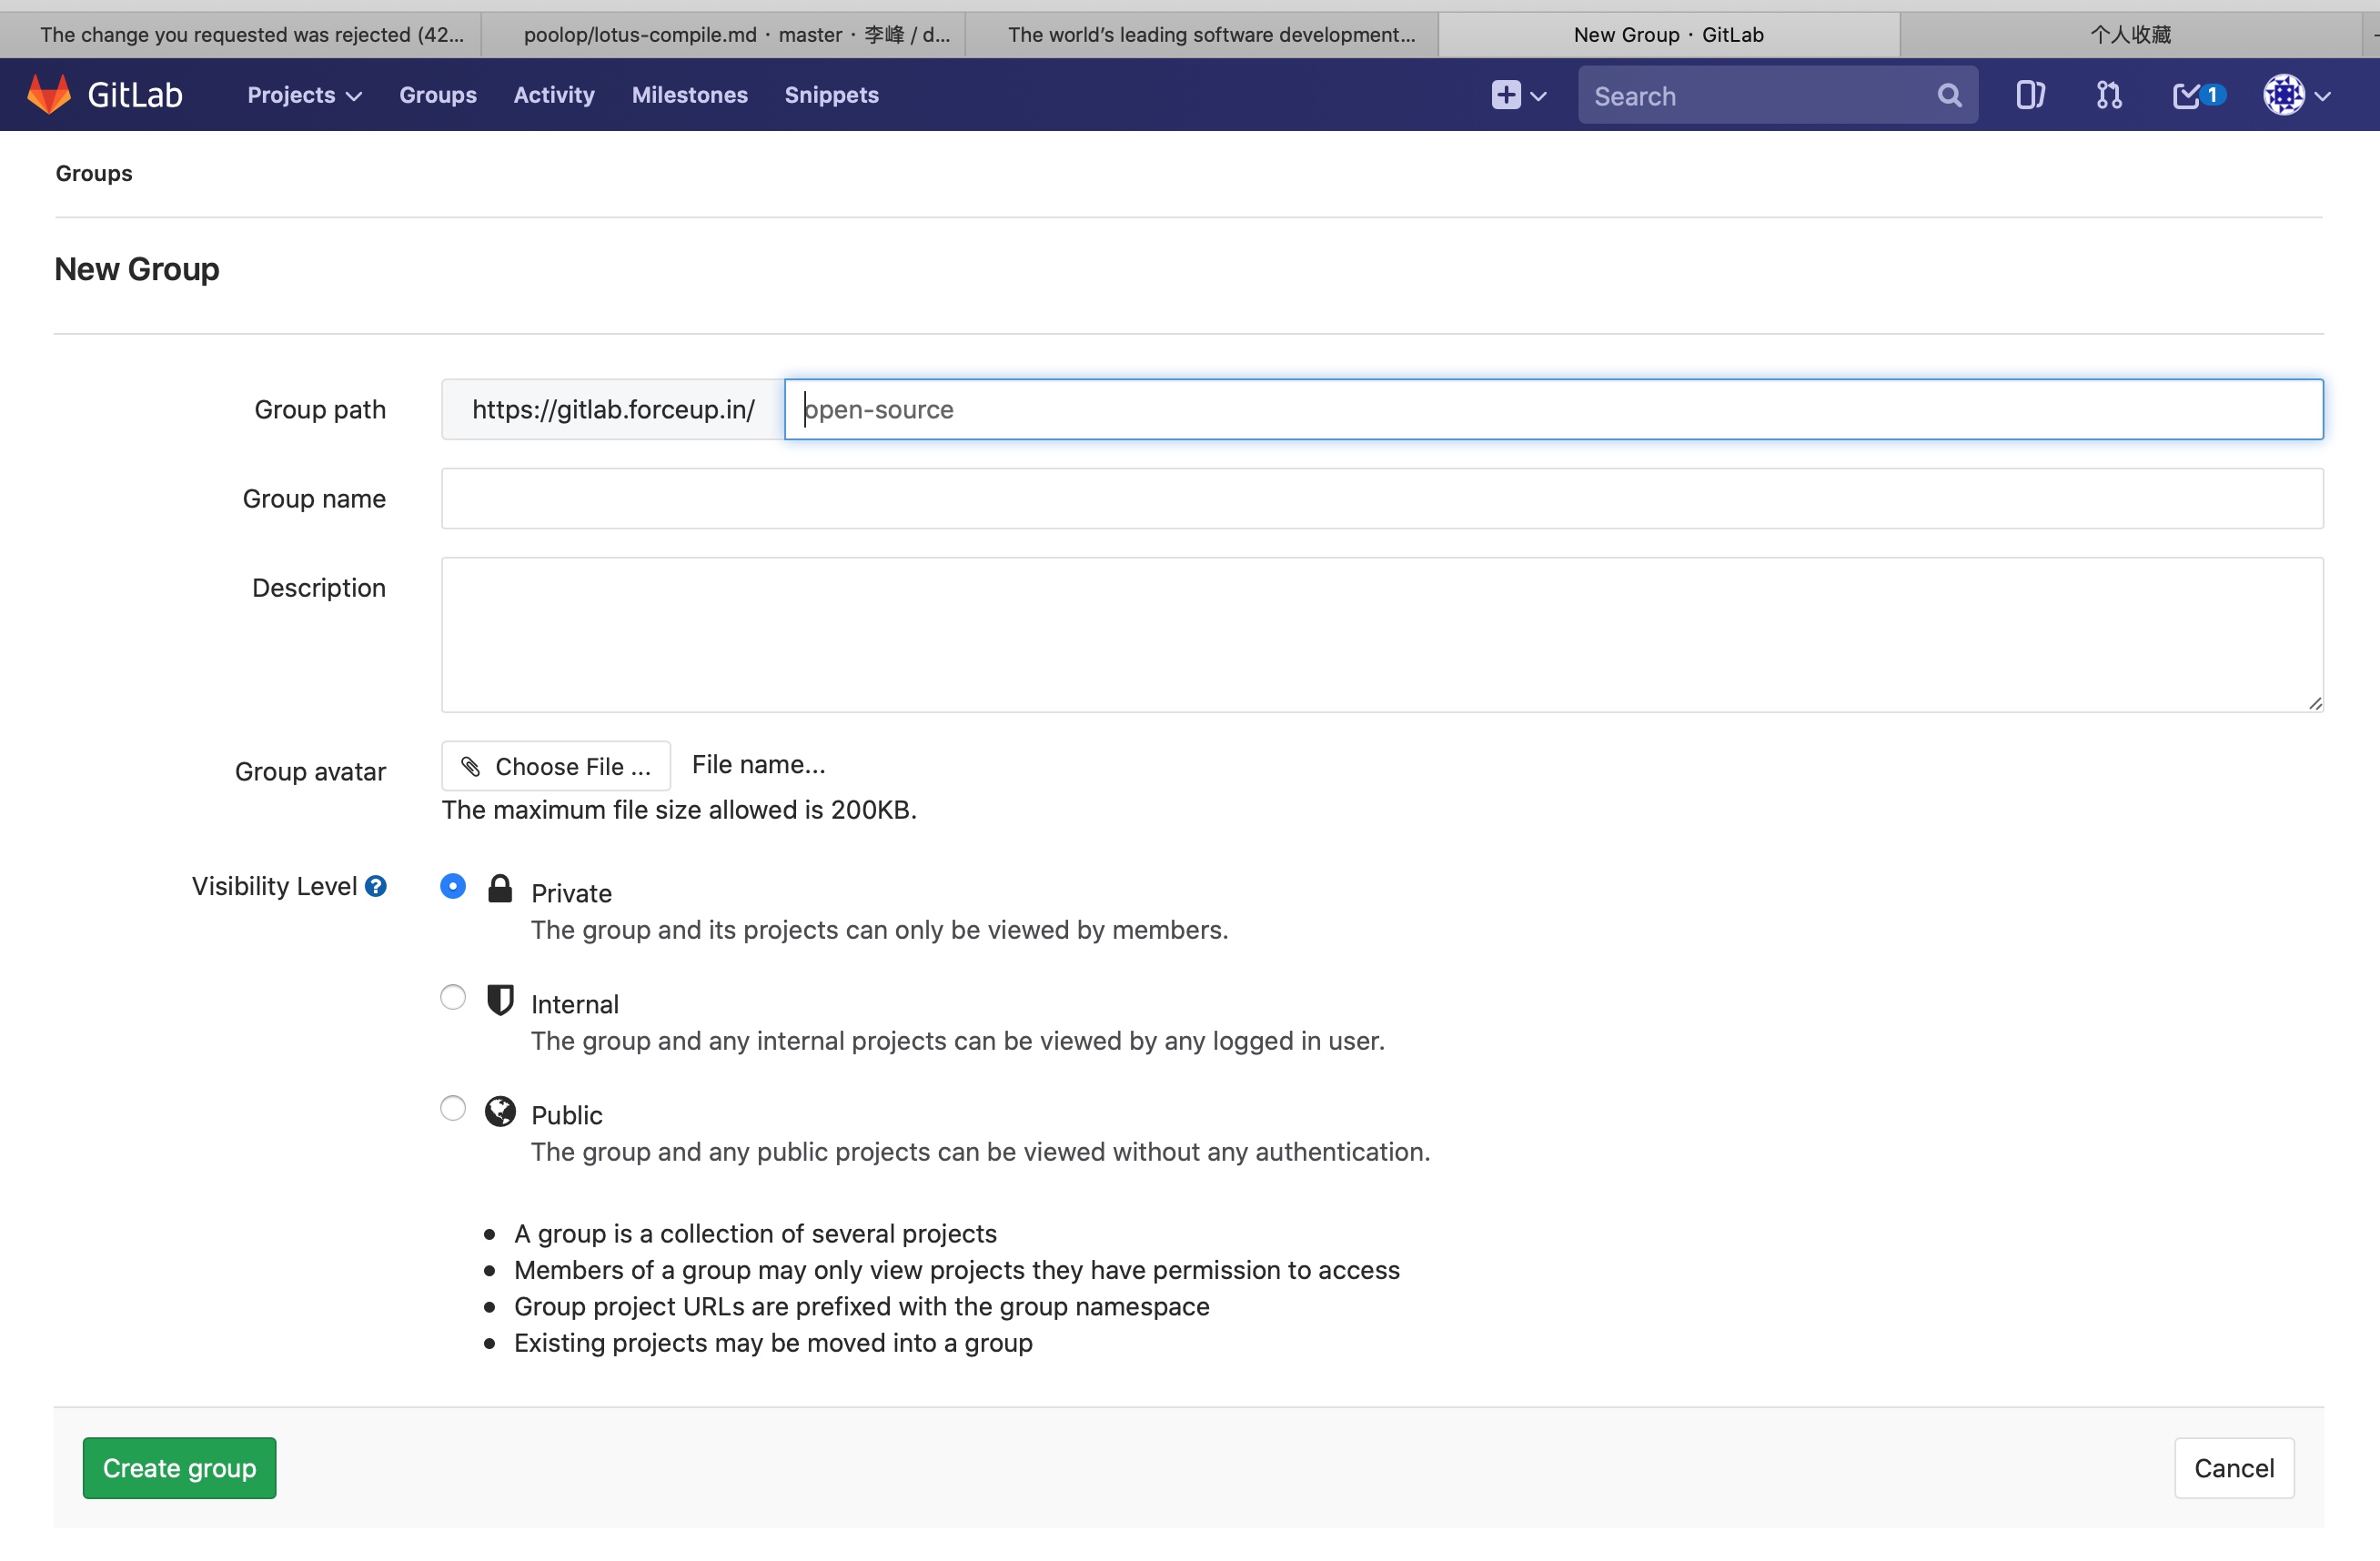 The change you requested was rejected (42...
poolop/lotus-compile.md · master · 李峰 / d...
The world's leading software development...
New Group · GitLab
个人收藏
GitLab
Projects
Groups
Activity
Milestones
Snippets
Search
1
Groups
New Group
Group path
https://gitlab.forceup.in/
open-source
Group name
Description
Group avatar
Choose File ...
File name...
The maximum file size allowed is 200KB.
Visibility Level
Private
The group and its projects can only be viewed by members.
Internal
The group and any internal projects can be viewed by any logged in user.
Public
The group and any public projects can be viewed without any authentication.
A group is a collection of several projects
Members of a group may only view projects they have permission to access
Group project URLs are prefixed with the group namespace
Existing projects may be moved into a group
Create group
Cancel